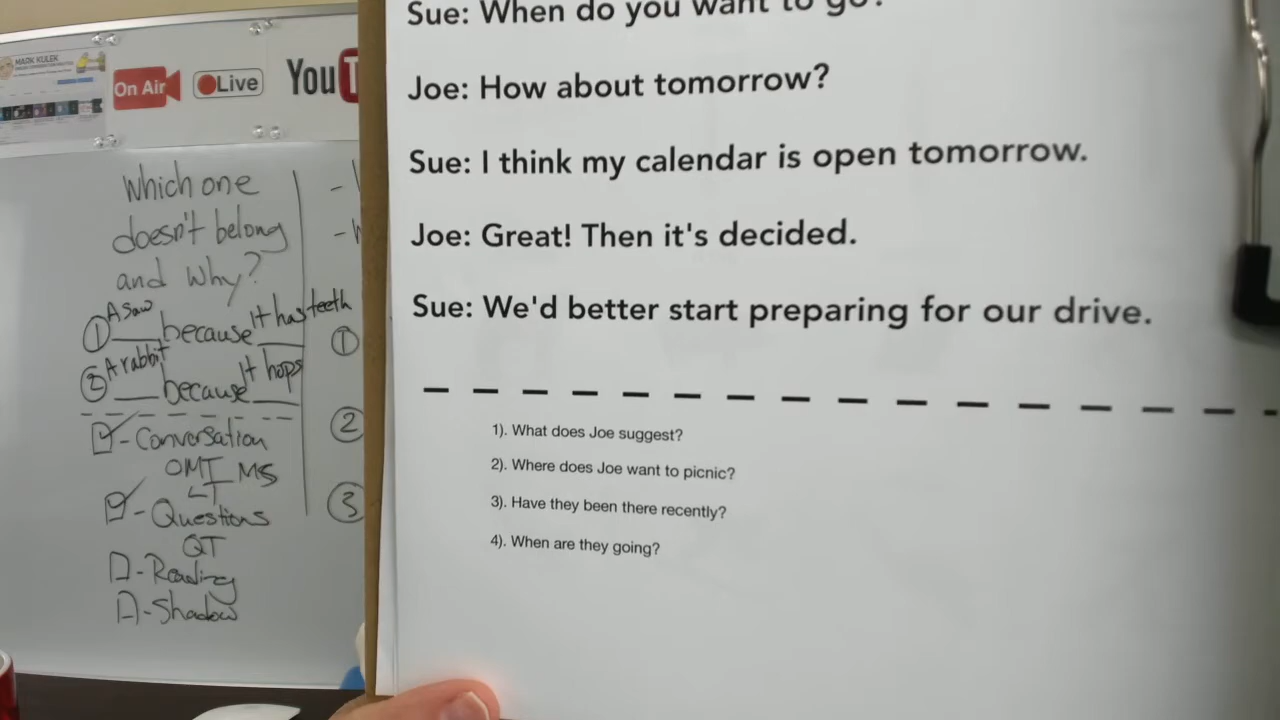 MARK KULEK
On Air
Live
YouT
Which one
doesn't belong
and Why?
① A saw because It has teeth
② A rabbit because It hops
- Conversation
OMT MS
LT
- Questions
QT
- Reading
- Shadow
①
②
③
Sue: When do you want to go?
Joe: How about tomorrow?
Sue: I think my calendar is open tomorrow.
Joe: Great! Then it's decided.
Sue: We'd better start preparing for our drive.
1). What does Joe suggest?
2). Where does Joe want to picnic?
3). Have they been there recently?
4). When are they going?